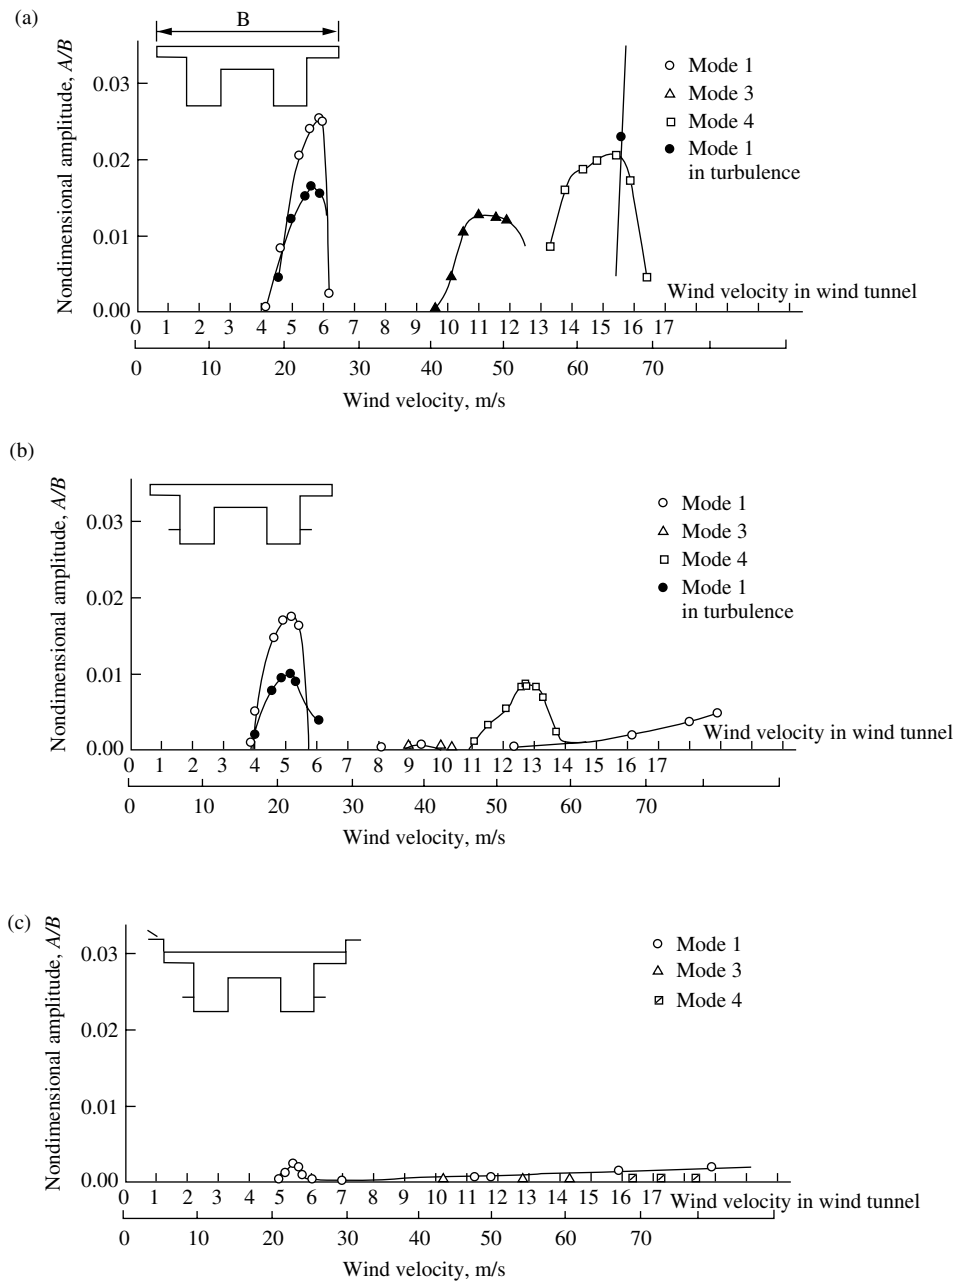 (a)
B
Nondimensional amplitude, A/B
0.03
0.02
0.01
0.00
Mode 1
Mode 3
Mode 4
Mode 1
in turbulence
Wind velocity in wind tunnel
0 1 2 3 4 5 6 7 8 9 10 11 12 13 14 15 16 17
0 10 20 30 40 50 60 70
Wind velocity, m/s
(b)
Nondimensional amplitude, A/B
0.03
0.02
0.01
0.00
Mode 1
Mode 3
Mode 4
Mode 1
in turbulence
Wind velocity in wind tunnel
0 1 2 3 4 5 6 7 8 9 10 11 12 13 14 15 16 17
0 10 20 30 40 50 60 70
Wind velocity, m/s
(c)
Nondimensional amplitude, A/B
0.03
0.02
0.01
0.00
Mode 1
Mode 3
Mode 4
0 1 2 3 4 5 6 7 8 9 10 11 12 13 14 15 16 17 Wind velocity in wind tunnel
0 10 20 30 40 50 60 70
Wind velocity, m/s